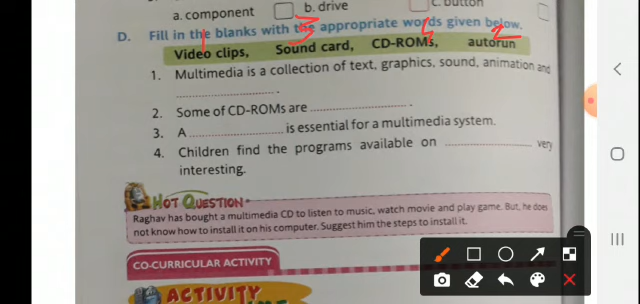 a. component b. drive c. button
D. Fill in the blanks with the appropriate words given below.
Video clips, Sound card, CD-ROMs, autorun
1 3 4 2
1. Multimedia is a collection of text, graphics, sound, animation and
.................... .
2. Some of CD-ROMs are .................... .
3. A .................... is essential for a multimedia system.
4. Children find the programs available on .................... very
interesting.
HOT QUESTION
Raghav has bought a multimedia CD to listen to music, watch movie and play game. But, he does
not know how to install it on his computer. Suggest him the steps to install it.
CO-CURRICULAR ACTIVITY
ACTIVITY